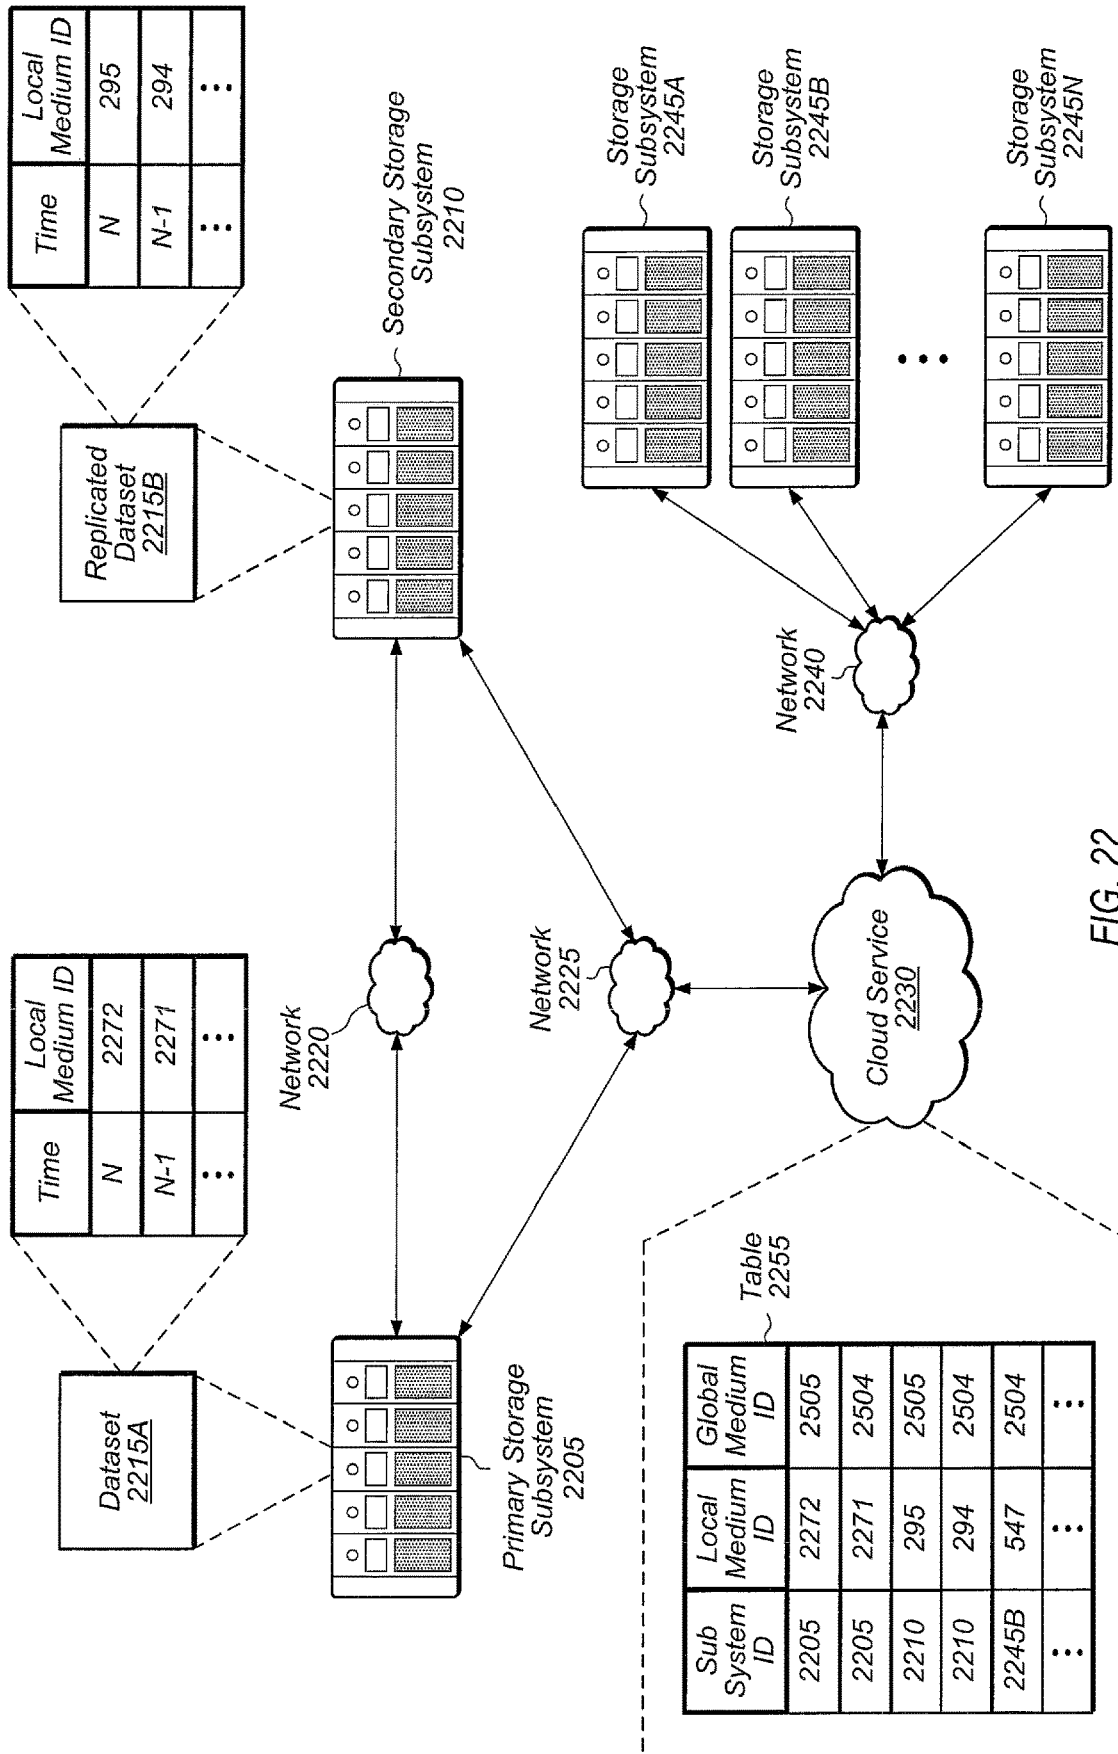 Time
Local
Medium ID
N
2272
N-1
2271
...
...
Dataset
2215A
Time
Local
Medium ID
N
295
N-1
294
...
...
Replicated
Dataset
2215B
Primary Storage
Subsystem
2205
Network
2220
Secondary Storage
Subsystem
2210
Network
2225
Sub
System
ID
Local
Medium
ID
Global
Medium
ID
2205
2272
2505
2205
2271
2504
2210
295
2505
2210
294
2504
2245B
547
2504
...
...
...
Table
2255
Cloud Service
2230
Network
2240
Storage
Subsystem
2245A
Storage
Subsystem
2245B
...
Storage
Subsystem
2245N
FIG. 22